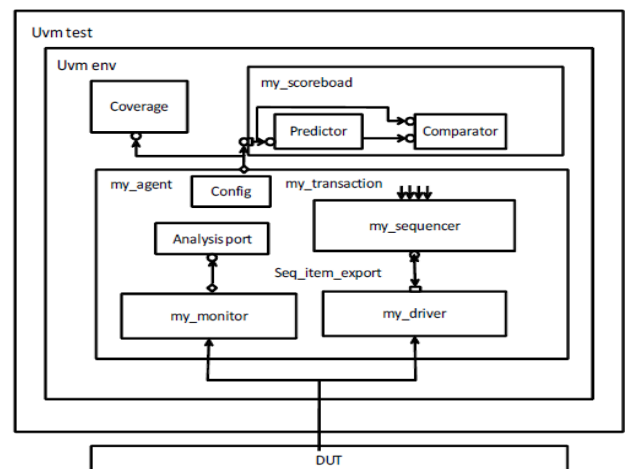 Uvm test
Uvm env
my_scoreboad
Coverage
Predictor
Comparator
my_agent
my_transaction
Config
my_sequencer
Analysis port
Seq_item_export
my_monitor
my_driver
DUT